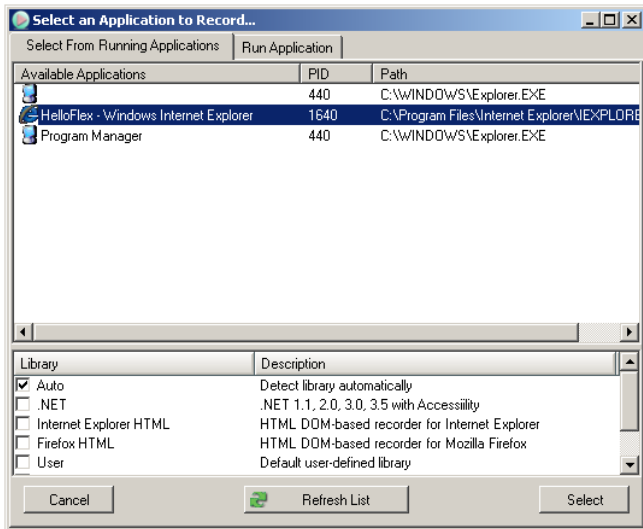 Select an Application to Record...
Select From Running Applications Run Application
Available Applications PID Path
440 C:\WINDOWS\Explorer.EXE
HelloFlex - Windows Internet Explorer 1640 C:\Program Files\Internet Explorer\IEXPLORE
Program Manager 440 C:\WINDOWS\Explorer.EXE
Library Description
Auto Detect library automatically
.NET .NET 1.1, 2.0, 3.0, 3.5 with Accessiility
Internet Explorer HTML HTML DOM-based recorder for Internet Explorer
Firefox HTML HTML DOM-based recorder for Mozilla Firefox
User Default user-defined library
Cancel Refresh List Select